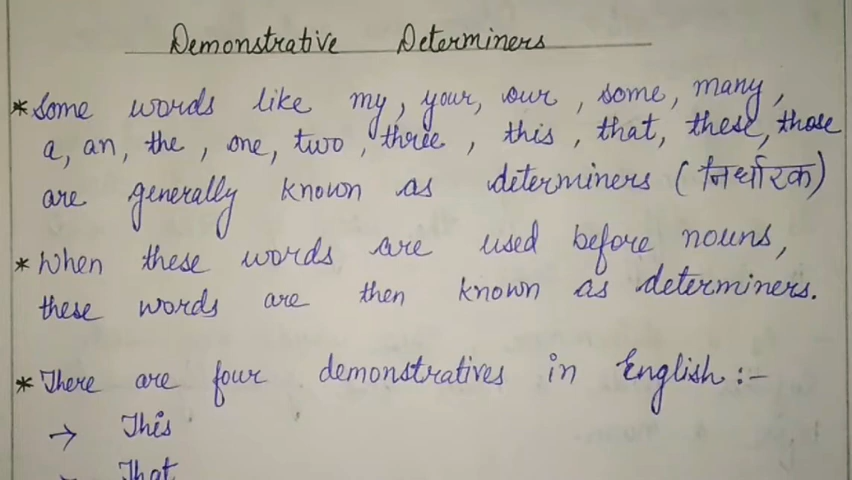 Demonstrative Determiners
* Some words like my, your, our, some, many,
a, an, the, one, two, three, this, that, these, those
are generally known as determiners (निर्धारक)
* When these words are used before nouns,
these words are then known as determiners.
* There are four demonstratives in English :-
→ This
→ That